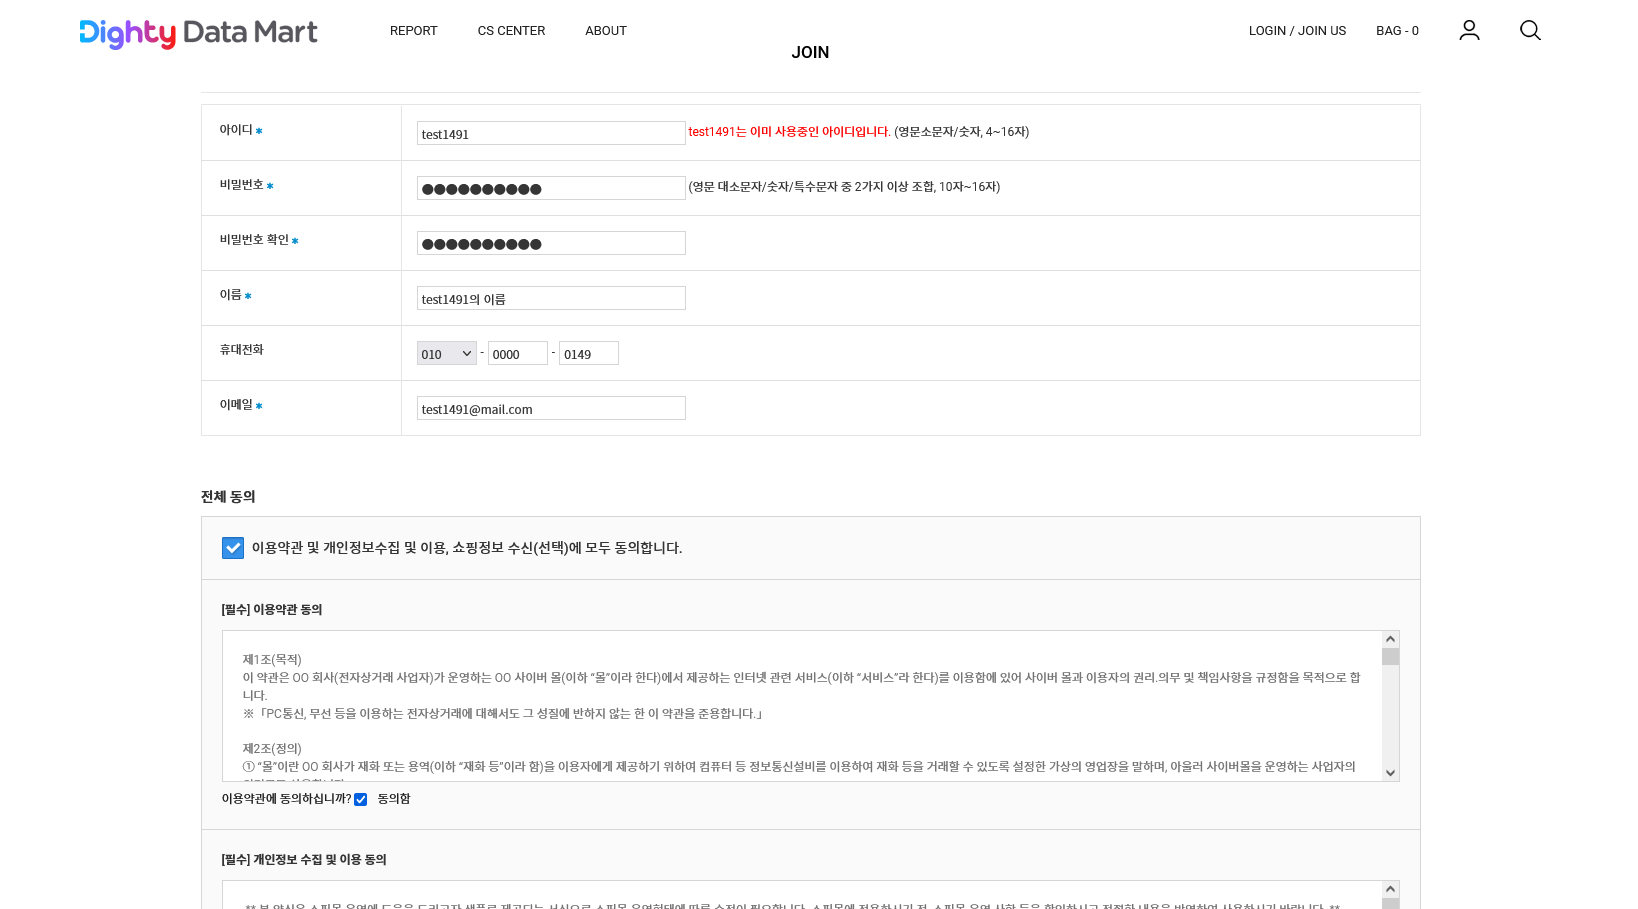 Dighty Data Mart
REPORT
CS CENTER
ABOUT
LOGIN / JOIN US
BAG - 0
JOIN
아이디 *
test1491
test1491는 이미 사용중인 아이디입니다. (영문소문자/숫자, 4~16자)
비밀번호 *
●●●●●●●●●●
(영문 대소문자/숫자/특수문자 중 2가지 이상 조합, 10자~16자)
비밀번호 확인 *
●●●●●●●●●●
이름 *
test1491의 이름
휴대전화
010 - 0000 - 0149
이메일 *
test1491@mail.com
전체 동의
이용약관 및 개인정보수집 및 이용, 쇼핑정보 수신(선택)에 모두 동의합니다.
[필수] 이용약관 동의
제1조(목적)
이 약관은 OO 회사(전자상거래 사업자)가 운영하는 OO 사이버 몰(이하 “몰”이라 한다)에서 제공하는 인터넷 관련 서비스(이하 “서비스”라 한다)를 이용함에 있어 사이버 몰과 이용자의 권리.의무 및 책임사항을 규정함을 목적으로 합
니다.
※「PC통신, 무선 등을 이용하는 전자상거래에 대해서도 그 성질에 반하지 않는 한 이 약관을 준용합니다.」
제2조(정의)
① “몰”이란 OO 회사가 재화 또는 용역(이하 “재화 등”이라 함)을 이용자에게 제공하기 위하여 컴퓨터 등 정보통신설비를 이용하여 재화 등을 거래할 수 있도록 설정한 가상의 영업장을 말하며, 아울러 사이버몰을 운영하는 사업자의
이용약관에 동의하십니까? 동의함
[필수] 개인정보 수집 및 이용 동의